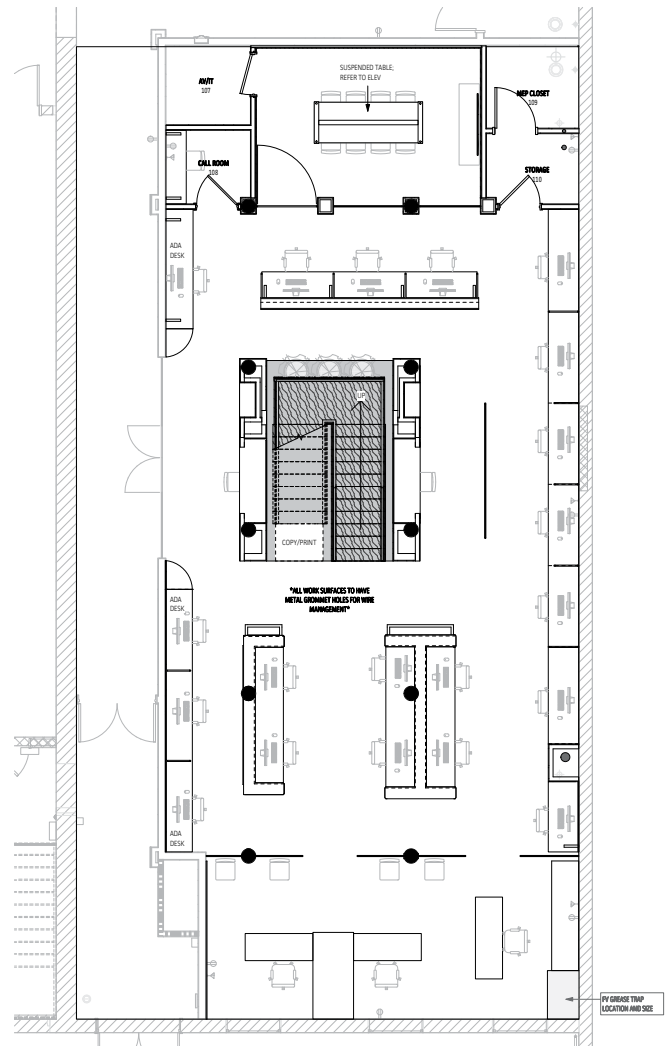 SUSPENDED TABLE;
REFER TO ELEV
AV/IT
107
MEP CLOSET
109
CALL ROOM
108
STORAGE
110
ADA
DESK
UP
COPY/PRINT
*ALL WORK SURFACES TO HAVE
METAL GROMMET HOLES FOR WIRE
MANAGEMENT*
ADA
DESK
ADA
DESK
FV GREASE TRAP
LOCATION AND SIZE